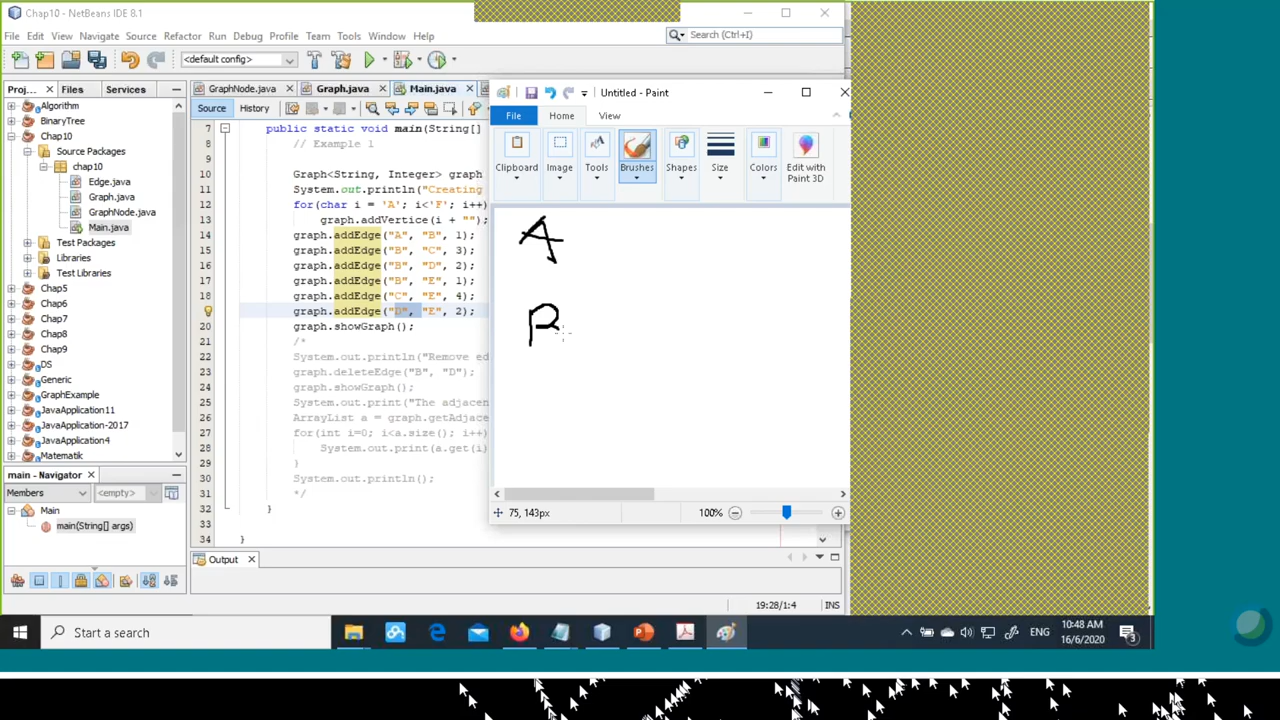 Chap10 - NetBeans IDE 8.1
File Edit View Navigate Source Refactor Run Debug Profile Team Tools Window Help
Search (Ctrl+I)
<default config>
Proj... Files Services
GraphNode.java Graph.java Main.java
Source History
Algorithm
BinaryTree
Chap10
Source Packages
chap10
Edge.java
Graph.java
GraphNode.java
Main.java
Test Packages
Libraries
Test Libraries
Chap5
Chap6
Chap7
Chap8
Chap9
DS
Generic
GraphExample
JavaApplication11
JavaApplication-2017
JavaApplication4
Matematik
main - Navigator
Members <empty>
Main
main(String[] args)
7 public static void main(String[]
8 // Example 1
9
10 Graph<String, Integer> graph
11 System.out.println("Creating
12 for(char i = 'A'; i<'F'; i++)
13 graph.addVertice(i + "");
14 graph.addEdge("A", "B", 1);
15 graph.addEdge("B", "C", 3);
16 graph.addEdge("B", "D", 2);
17 graph.addEdge("B", "E", 1);
18 graph.addEdge("C", "E", 4);
graph.addEdge("D", "E", 2);
20 graph.showGraph();
21 /*
22 System.out.println("Remove ed
23 graph.deleteEdge("B", "D");
24 graph.showGraph();
25 System.out.print("The adjacen
26 ArrayList a = graph.getAdjace
27 for(int i=0; i<a.size(); i++)
28 System.out.print(a.get(i)
29 }
30 System.out.println();
31 */
32 }
33
34 }
Output
19:28/1:4 INS
Untitled - Paint
File Home View
Clipboard Image Tools Brushes Shapes Size Colors Edit with Paint 3D
A
75, 143px 100%
Start a search
ENG
10:48 AM
16/6/2020
3